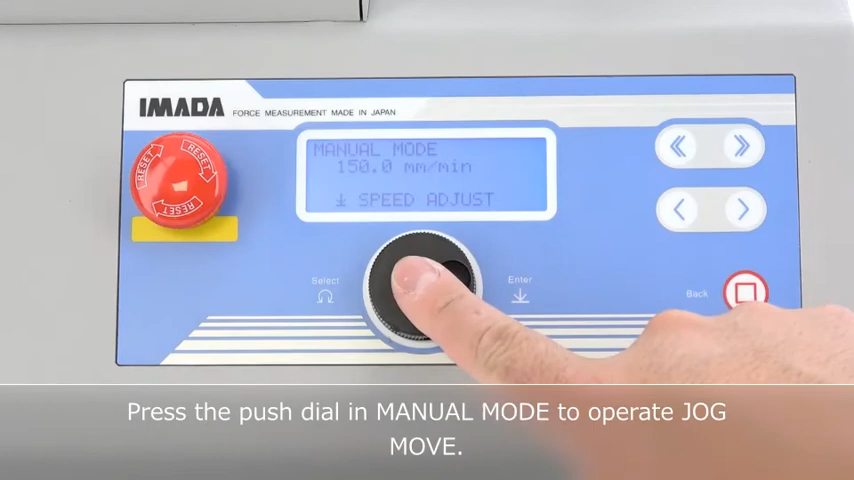 IMADA FORCE MEASUREMENT MADE IN JAPAN
RESET RESET
RESET
MANUAL MODE
150.0 mm/min
SPEED ADJUST
Select
Enter
Back
Press the push dial in MANUAL MODE to operate JOG
MOVE.